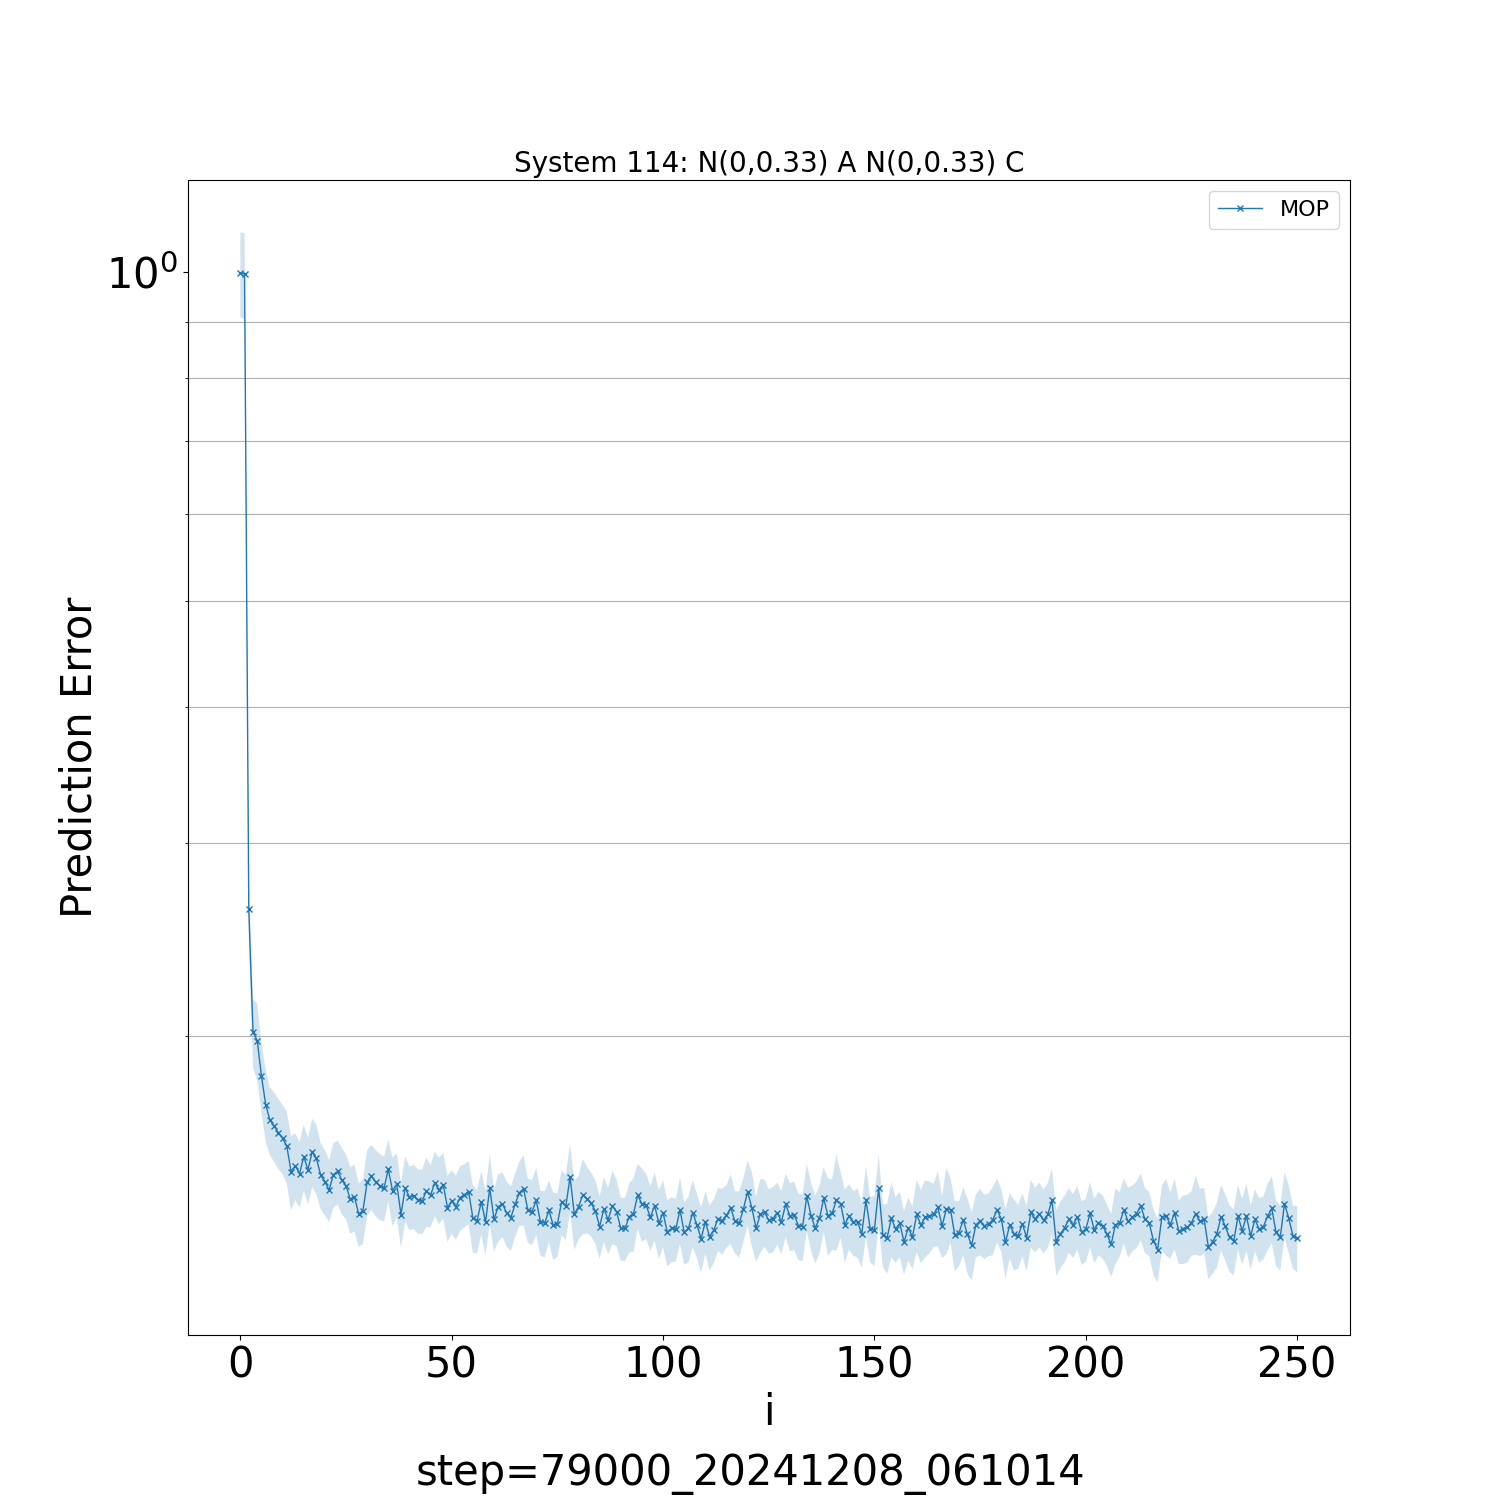 System 114: N(0,0.33) A N(0,0.33) C
MOP
10⁰
Prediction Error
0 50 100 150 200 250
i
step=79000_20241208_061014